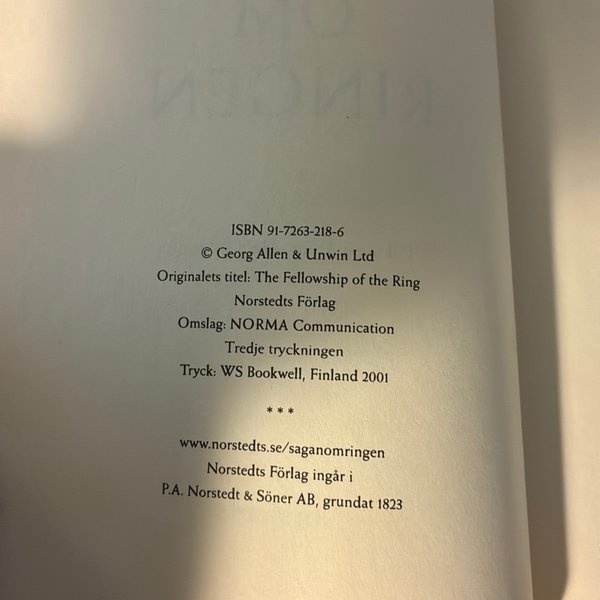 ISBN 91-7263-218-6
© Georg Allen & Unwin Ltd
Originalets titel: The Fellowship of the Ring
Norstedts Förlag
Omslag: NORMA Communication
Tredje tryckningen
Tryck: WS Bookwell, Finland 2001
***
www.norstedts.se/saganomringen
Norstedts Förlag ingår i
P.A. Norstedt & Söner AB, grundat 1823